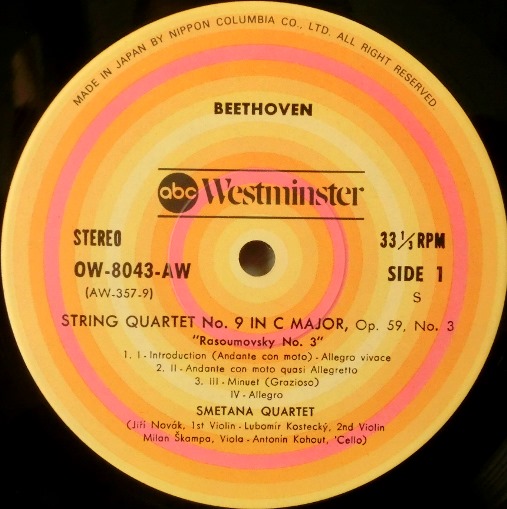 MADE IN JAPAN BY NIPPON COLUMBIA CO., LTD. ALL RIGHT RESERVED
BEETHOVEN
abc Westminster
STEREO
33 1/3 RPM
OW-8043-AW
SIDE 1
(AW-357-9)
S
STRING QUARTET No. 9 IN C MAJOR, Op. 59, No. 3
"Rasoumovsky No. 3"
1. I - Introduction (Andante con moto) - Allegro vivace
2. II - Andante con moto quasi Allegretto
3. III - Minuet (Grazioso)
IV - Allegro
SMETANA QUARTET
(Jiří Novák, 1st Violin - Lubomír Kostecký, 2nd Violin
Milan Škampa, Viola - Antonín Kohout, 'Cello)